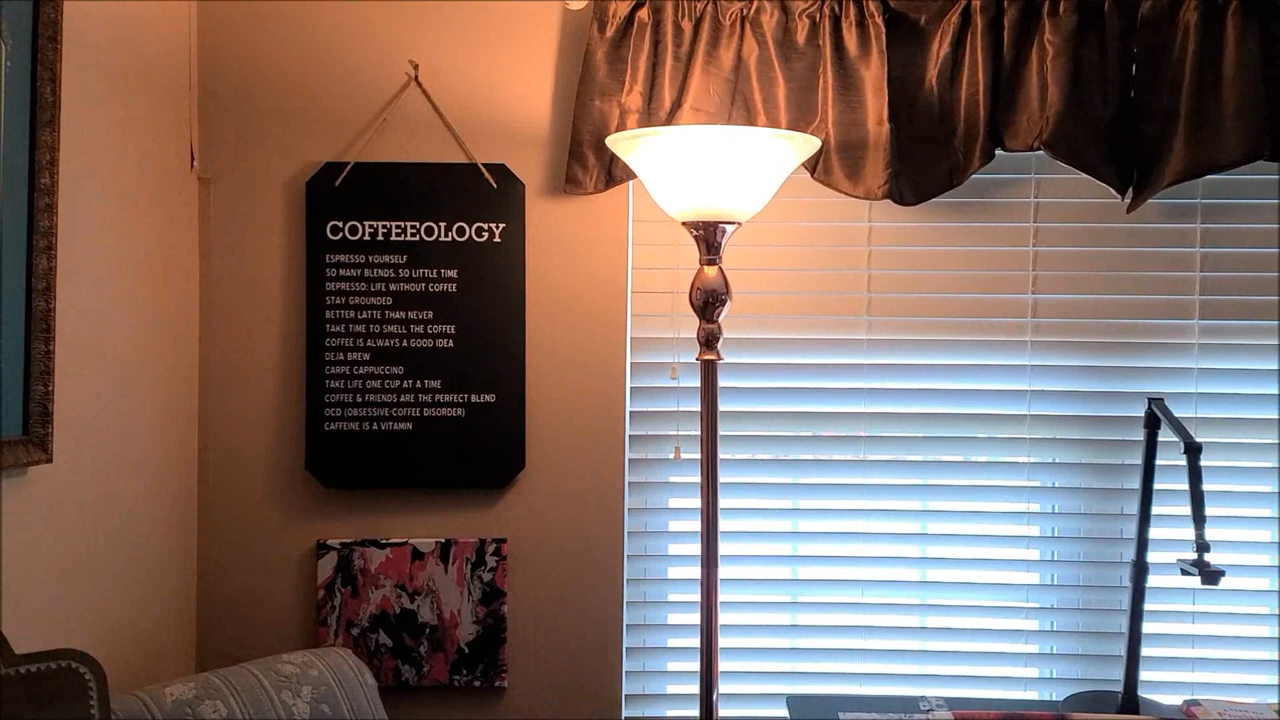 COFFEEOLOGY
ESPRESSO YOURSELF
SO MANY BLENDS, SO LITTLE TIME
DEPRESSO: LIFE WITHOUT COFFEE
STAY GROUNDED
BETTER LATTE THAN NEVER
TAKE TIME TO SMELL THE COFFEE
COFFEE IS ALWAYS A GOOD IDEA
DEJA BREW
CARPE CAPPUCCINO
TAKE LIFE ONE CUP AT A TIME
COFFEE & FRIENDS ARE THE PERFECT BLEND
OCD (OBSESSIVE-COFFEE DISORDER)
CAFFEINE IS A VITAMIN